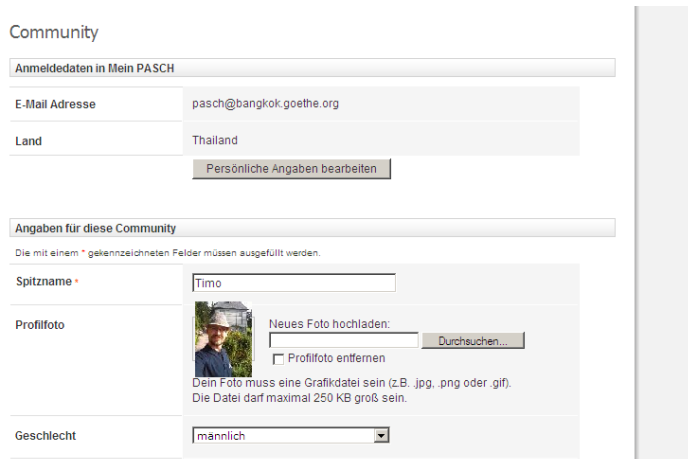 Community
Anmeldedaten in Mein PASCH
E-Mail Adresse pasch@bangkok.goethe.org
Land Thailand
Persönliche Angaben bearbeiten
Angaben für diese Community
Die mit einem * gekennzeichneten Felder müssen ausgefüllt werden.
Spitzname * Timo
Profilfoto Neues Foto hochladen:
Durchsuchen...
Profilfoto entfernen
Dein Foto muss eine Grafikdatei sein (z.B. .jpg, .png oder .gif).
Die Datei darf maximal 250 KB groß sein.
Geschlecht männlich